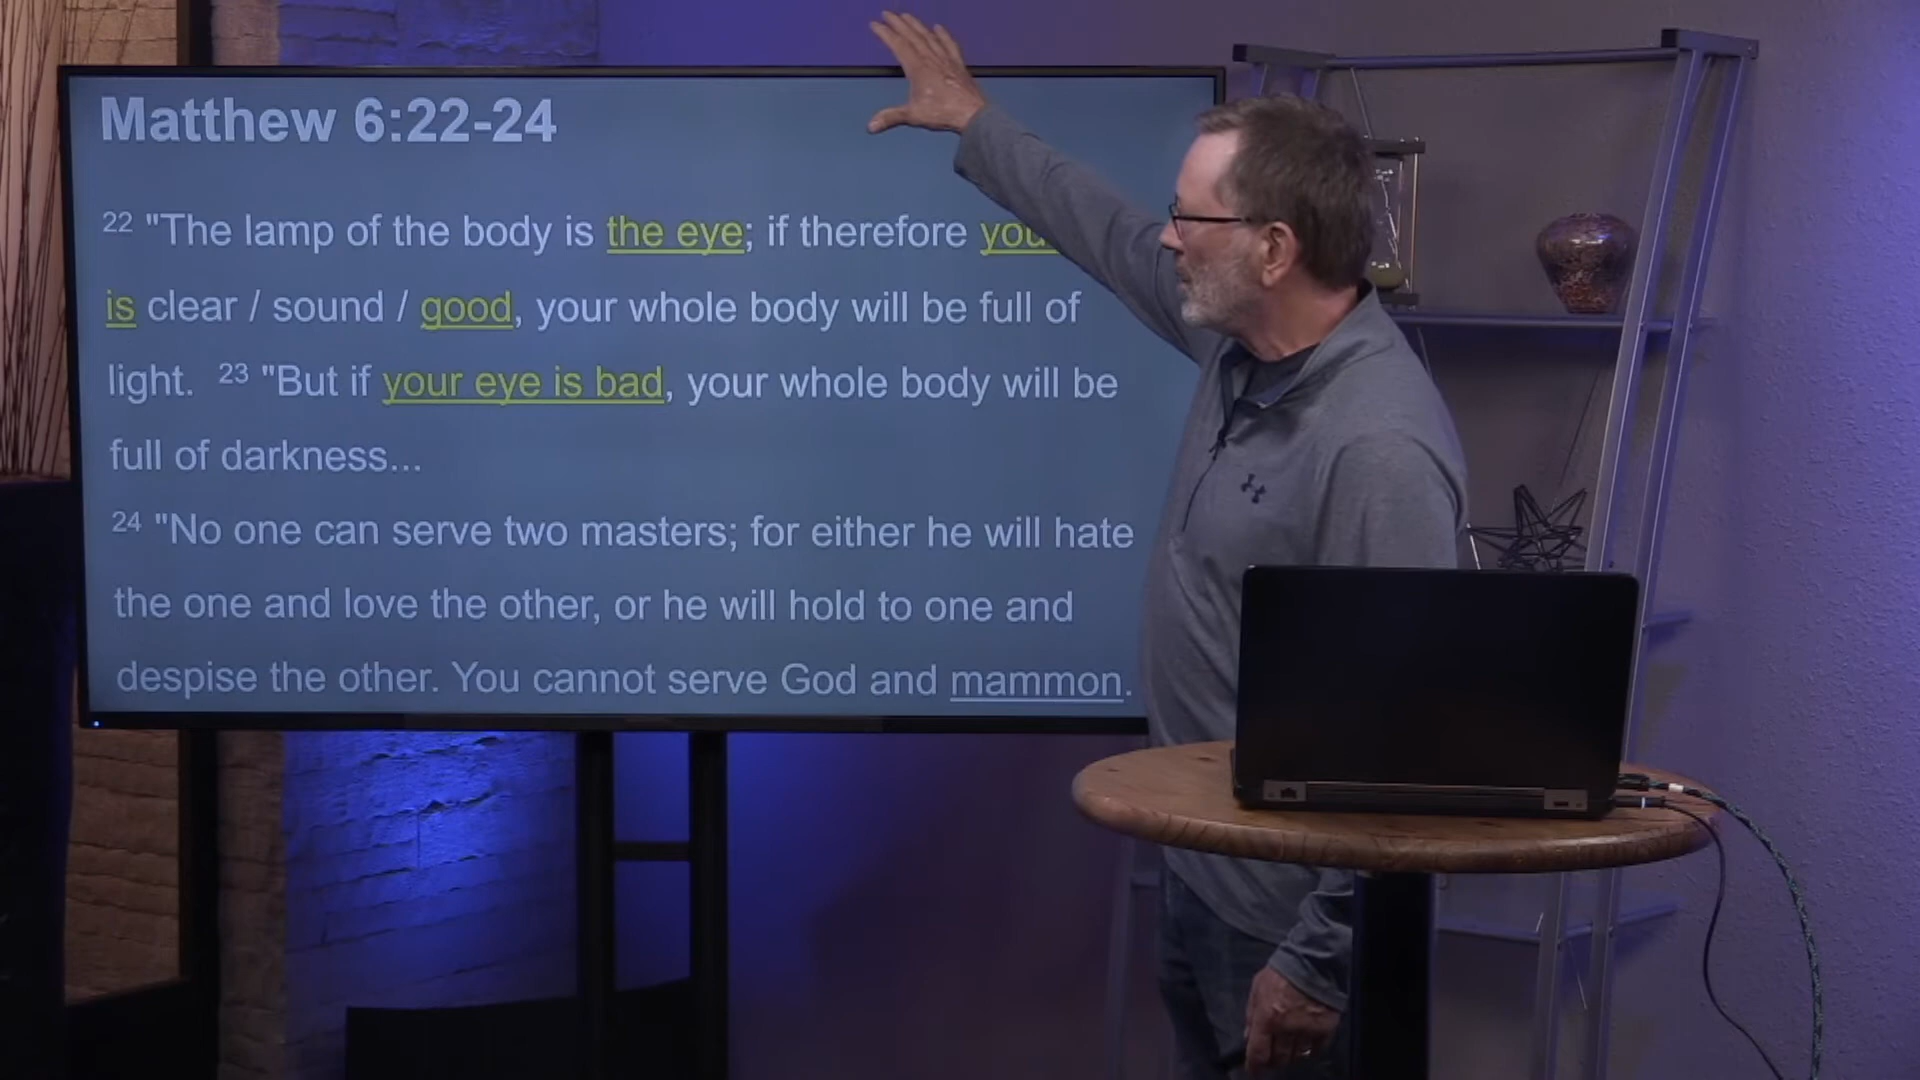 Matthew 6:22-24
22 "The lamp of the body is the eye; if therefore
is clear / sound / good, your whole body will be full of
light. 23 "But if your eye is bad, your whole body will be
full of darkness...
24 "No one can serve two masters; for either he will hate
the one and love the other, or he will hold to one and
despise the other. You cannot serve God and mammon.